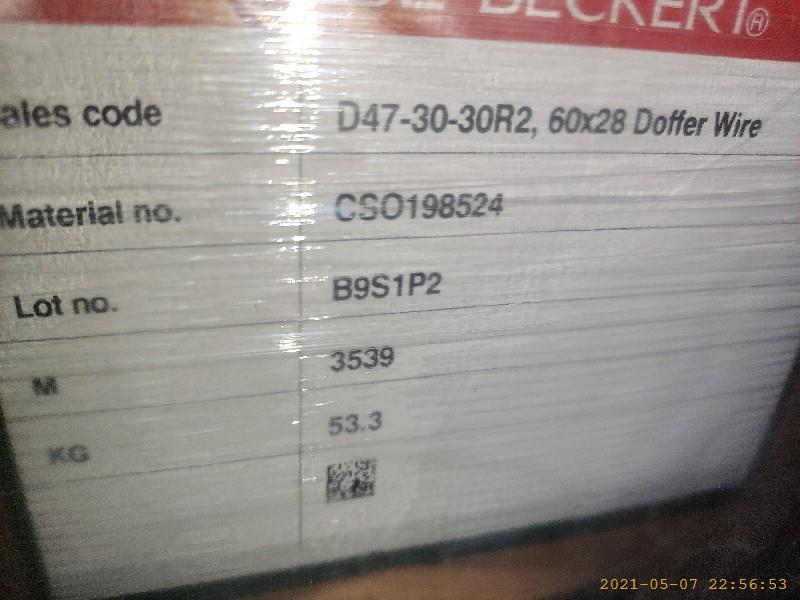 BECKERT®
ales code D47-30-30R2, 60x28 Doffer Wire
Material no. CSO198524
Lot no. B9S1P2
M 3539
KG 53.3
2021-05-07 22:56:53